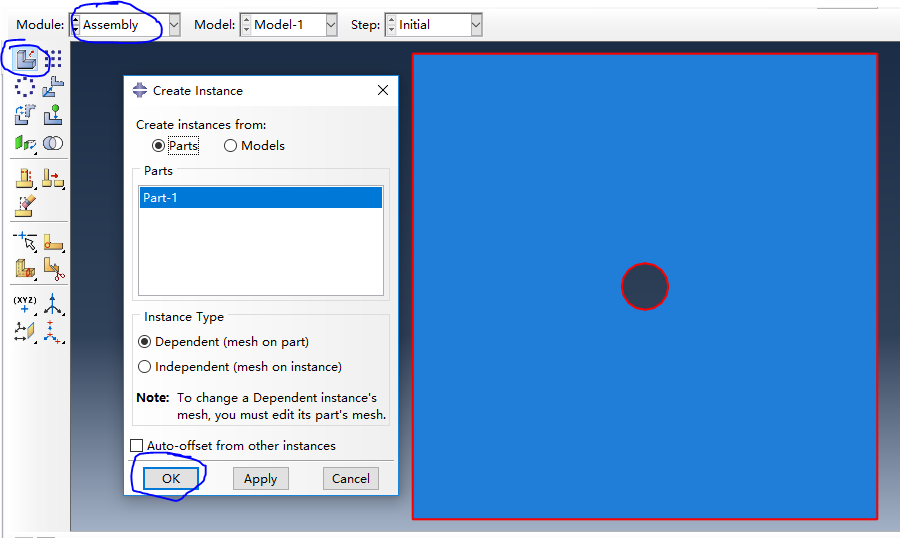 Module: Assembly Model: Model-1 Step: Initial
Create Instance
Create instances from:
Parts Models
Parts
Part-1
Instance Type
Dependent (mesh on part)
Independent (mesh on instance)
Note: To change a Dependent instance's
mesh, you must edit its part's mesh.
Auto-offset from other instances
OK Apply Cancel
(XYZ)